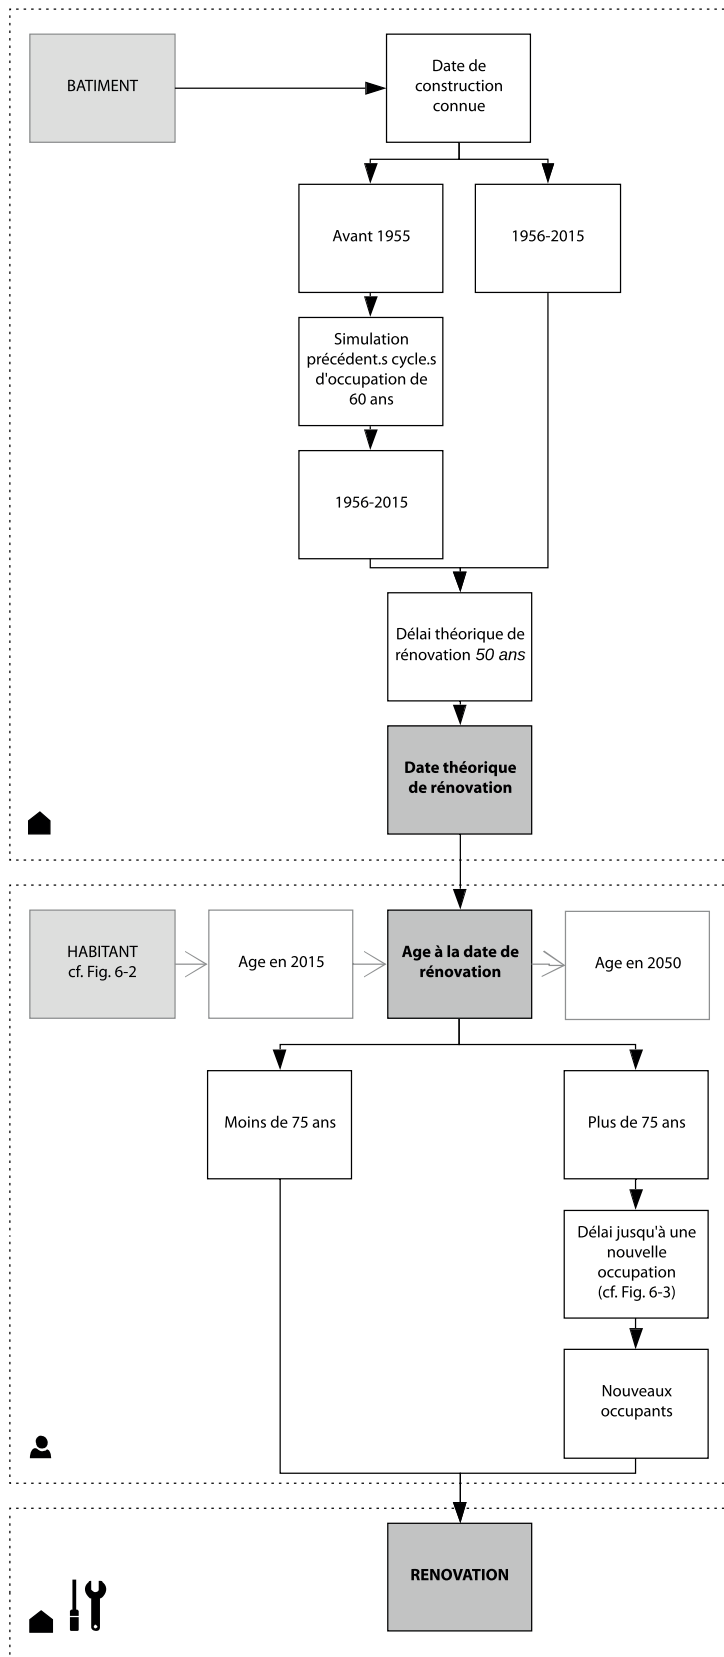 BATIMENT
Date de
construction
connue
Avant 1955
1956-2015
Simulation
précédent.s cycle.s
d'occupation de
60 ans
1956-2015
Délai théorique de
rénovation 50 ans
Date théorique
de rénovation
HABITANT
cf. Fig. 6-2
Age en 2015
Age à la date de
rénovation
Age en 2050
Moins de 75 ans
Plus de 75 ans
Délai jusqu'à une
nouvelle
occupation
(cf. Fig. 6-3)
Nouveaux
occupants
RENOVATION